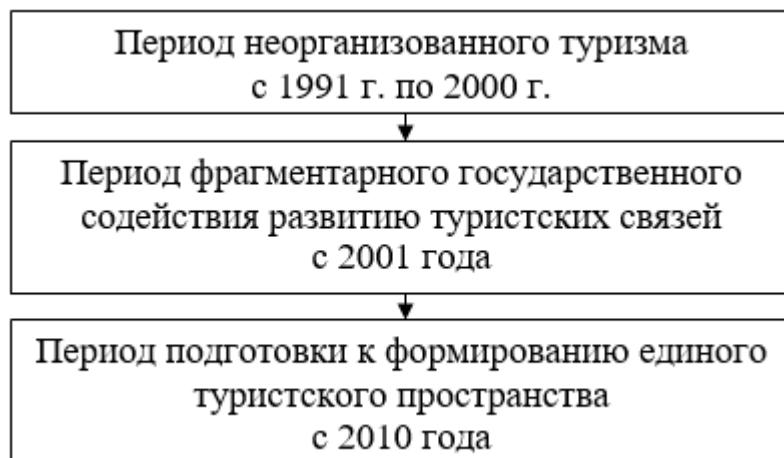 Период неорганизованного туризма
с 1991 г. по 2000 г.
Период фрагментарного государственного
содействия развитию туристских связей
с 2001 года
Период подготовки к формированию единого
туристского пространства
с 2010 года